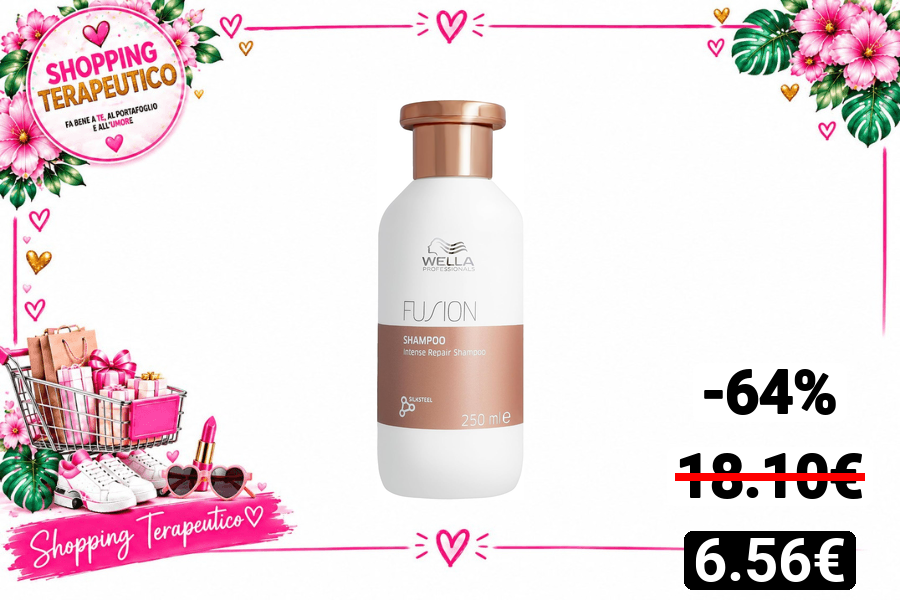 SHOPPING
TERAPEUTICO
FA BENE A TE, AL PORTAFOGLIO
E ALL'UMORE
WELLA
PROFESSIONALS
FUSION
SHAMPOO
Intense Repair Shampoo
SILKSTEEL
250 ml e
-64%
18.10€
6.56€
Shopping Terapeutico